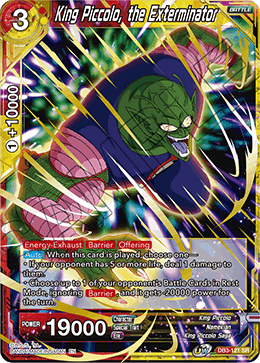 BATTLE
3
King Piccolo, the Exterminator
1 +10000
Energy-Exhaust Barrier Offering
Auto When this card is played, choose one—
• If your opponent has 5 or more life, deal 1 damage to
them.
• Choose up to 1 of your opponent's Battle Cards in Rest
Mode, ignoring Barrier, and it gets -20000 power for
the turn.
POWER 19000
Character King Piccolo
Special Trait Namekian
Era King Piccolo Saga
DB3-121 SR